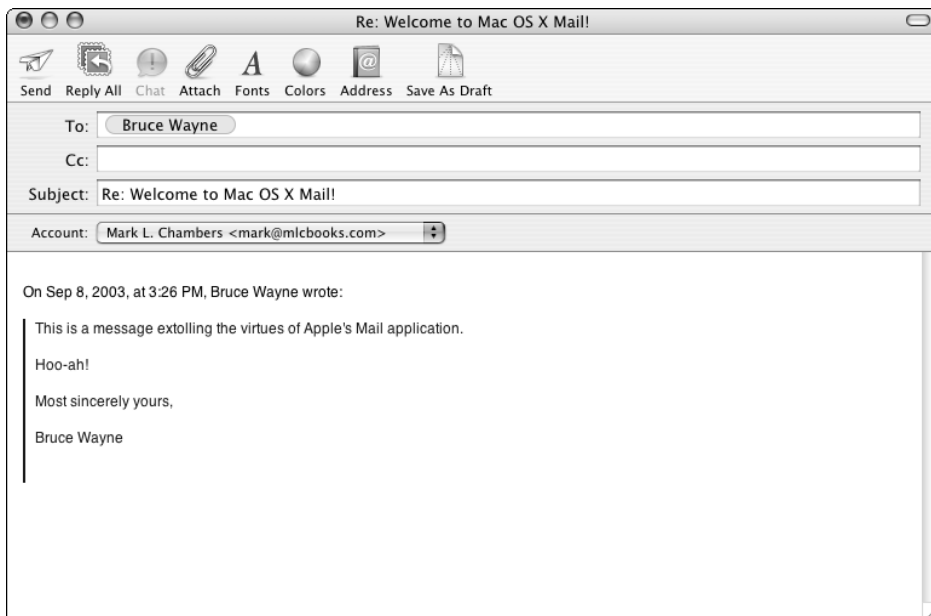 Re: Welcome to Mac OS X Mail!
Send Reply All Chat Attach Fonts Colors Address Save As Draft
To: Bruce Wayne
Cc:
Subject: Re: Welcome to Mac OS X Mail!
Account: Mark L. Chambers <mark@mlcbooks.com>
On Sep 8, 2003, at 3:26 PM, Bruce Wayne wrote:
This is a message extolling the virtues of Apple's Mail application.
Hoo-ah!
Most sincerely yours,
Bruce Wayne